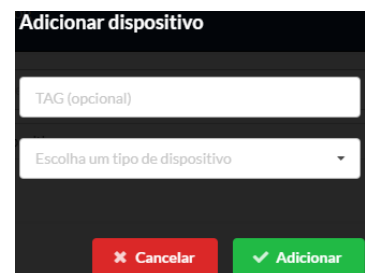 Adicionar dispositivo
TAG (opcional)
Escolha um tipo de dispositivo
Cancelar
Adicionar